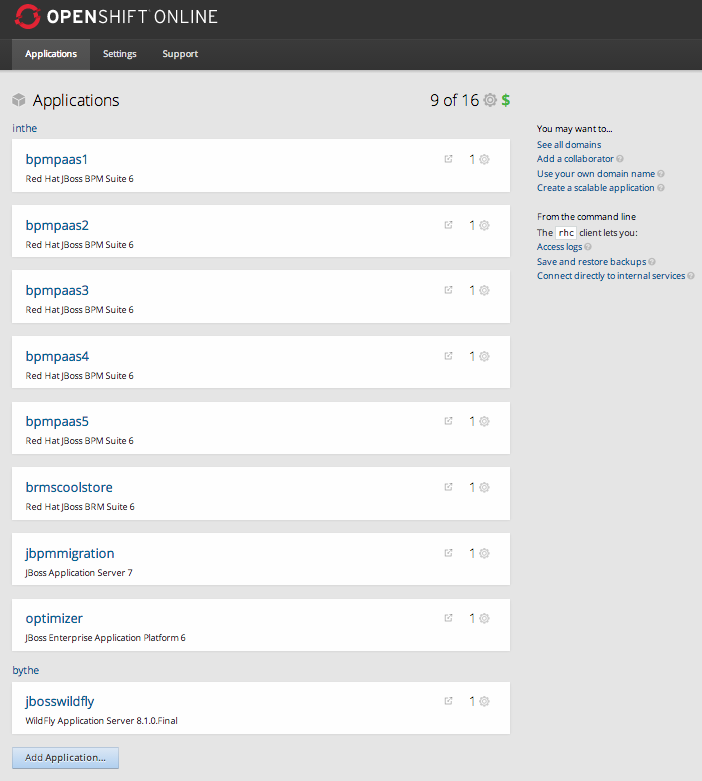 OPENSHIFT ONLINE
Applications Settings Support
Applications 9 of 16 $
inthe
bpmpaas1 1
Red Hat JBoss BPM Suite 6
bpmpaas2 1
Red Hat JBoss BPM Suite 6
bpmpaas3 1
Red Hat JBoss BPM Suite 6
bpmpaas4 1
Red Hat JBoss BPM Suite 6
bpmpaas5 1
Red Hat JBoss BPM Suite 6
brmscoolstore 1
Red Hat JBoss BRM Suite 6
jbpmmigration 1
JBoss Application Server 7
optimizer 1
JBoss Enterprise Application Platform 6
bythe
jbosswildfly 1
WildFly Application Server 8.1.0.Final
Add Application...
You may want to...
See all domains
Add a collaborator ?
Use your own domain name ?
Create a scalable application ?
From the command line
The rhc client lets you:
Access logs ?
Save and restore backups ?
Connect directly to internal services ?